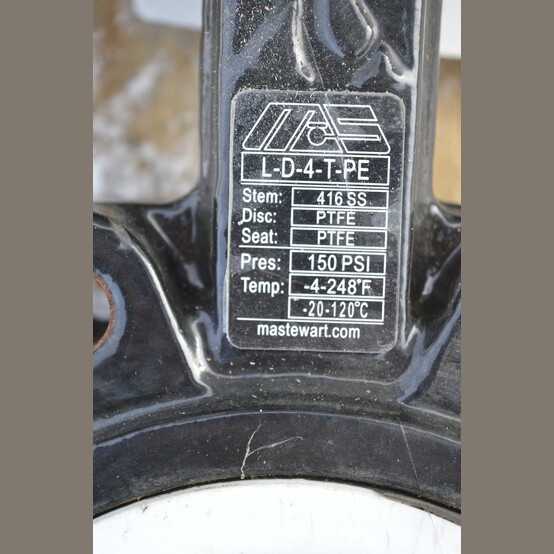 MAS
L-D-4-T-PE
Stem: 416 SS
Disc: PTFE
Seat: PTFE
Pres: 150 PSI
Temp: -4-248°F
-20-120°C
mastewart.com